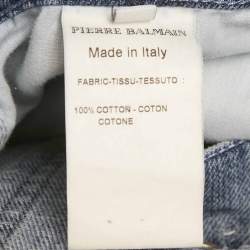 PIERRE BALMAIN
Made in Italy
FABRIC-TISSU-TESSUTO :
100% COTTON - COTON
COTONE